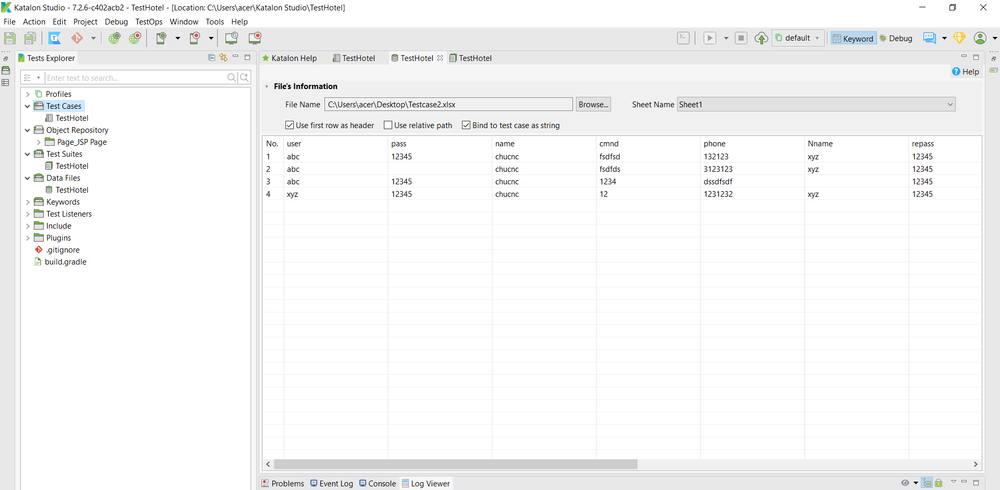 Katalon Studio - 7.2.6-c402acb2 - TestHotel - [Location: C:\Users\acer\Katalon Studio\TestHotel]
File Action Edit Project Debug TestOps Window Tools Help
default Keyword Debug
Tests Explorer
Enter text to search...
Profiles
Test Cases
TestHotel
Object Repository
Page_JSP Page
Test Suites
TestHotel
Data Files
TestHotel
Keywords
Test Listeners
Include
Plugins
.gitignore
build.gradle
Katalon Help TestHotel TestHotel TestHotel
Help
File's Information
File Name C:\Users\acer\Desktop\Testcase2.xlsx Browse... Sheet Name Sheet1
Use first row as header Use relative path Bind to test case as string
No. user pass name cmnd phone Nname repass
1 abc 12345 chucnc fsdfsd 132123 xyz 12345
2 abc chucnc fsdfds 3123123 xyz 12345
3 abc 12345 chucnc 1234 dssdfsdf 12345
4 xyz 12345 chucnc 12 1231232 xyz 12345
Problems Event Log Console Log Viewer